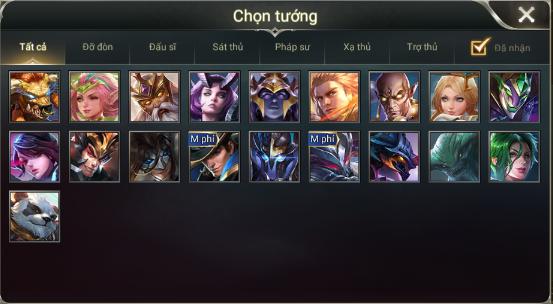 Chọn tướng
Tất cả Đỡ đòn Đấu sĩ Sát thủ Pháp sư Xạ thủ Trợ thủ Đã nhận
M phí M phí